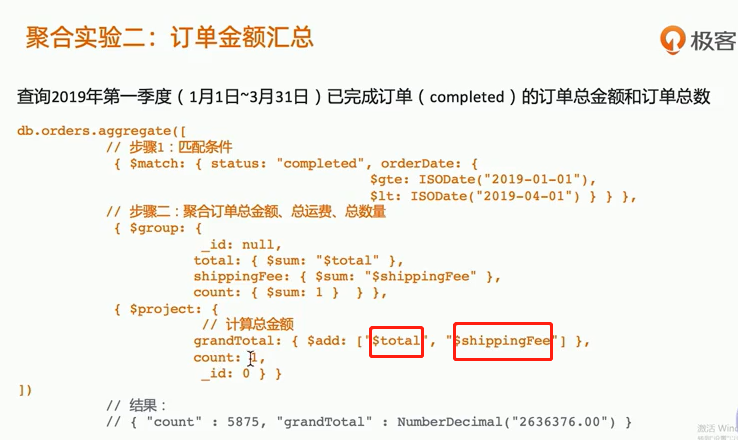 聚合实验二：订单金额汇总
极客
查询2019年第一季度（1月1日~3月31日）已完成订单（completed）的订单总金额和订单总数
db.orders.aggregate([
// 步骤1：匹配条件
{ $match: { status: "completed", orderDate: {
$gte: ISODate("2019-01-01"),
$lt: ISODate("2019-04-01") } } },
// 步骤二：聚合订单总金额、总运费、总数量
{ $group: {
_id: null,
total: { $sum: "$total" },
shippingFee: { $sum: "$shippingFee" },
count: { $sum: 1 } } },
{ $project: {
// 计算总金额
grandTotal: { $add: ["$total", "$shippingFee"] },
count: 1,
_id: 0 } }
])
// 结果：
// { "count" : 5875, "grandTotal" : NumberDecimal("2636376.00") }
激活 Wind